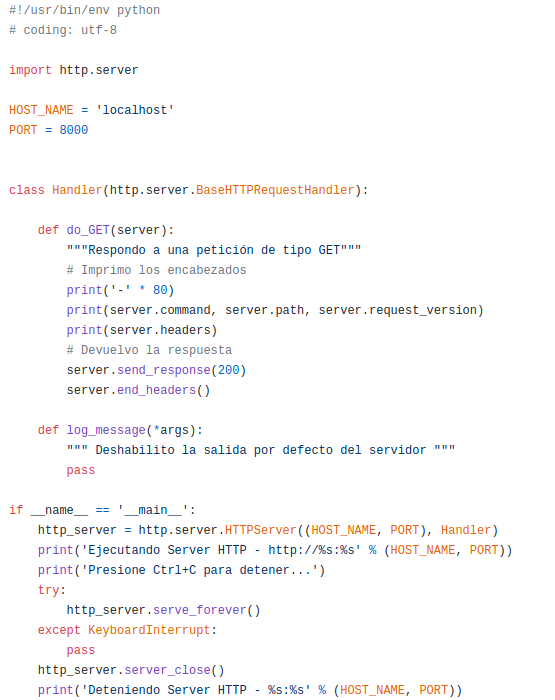 #!/usr/bin/env python
# coding: utf-8

import http.server

HOST_NAME = 'localhost'
PORT = 8000


class Handler(http.server.BaseHTTPRequestHandler):

    def do_GET(server):
        """Respondo a una petición de tipo GET"""
        # Imprimo los encabezados
        print('-' * 80)
        print(server.command, server.path, server.request_version)
        print(server.headers)
        # Devuelvo la respuesta
        server.send_response(200)
        server.end_headers()

    def log_message(*args):
        """ Deshabilito la salida por defecto del servidor """
        pass

if __name__ == '__main__':
    http_server = http.server.HTTPServer((HOST_NAME, PORT), Handler)
    print('Ejecutando Server HTTP - http://%s:%s' % (HOST_NAME, PORT))
    print('Presione Ctrl+C para detener...')
    try:
        http_server.serve_forever()
    except KeyboardInterrupt:
        pass
    http_server.server_close()
    print('Deteniendo Server HTTP - %s:%s' % (HOST_NAME, PORT))